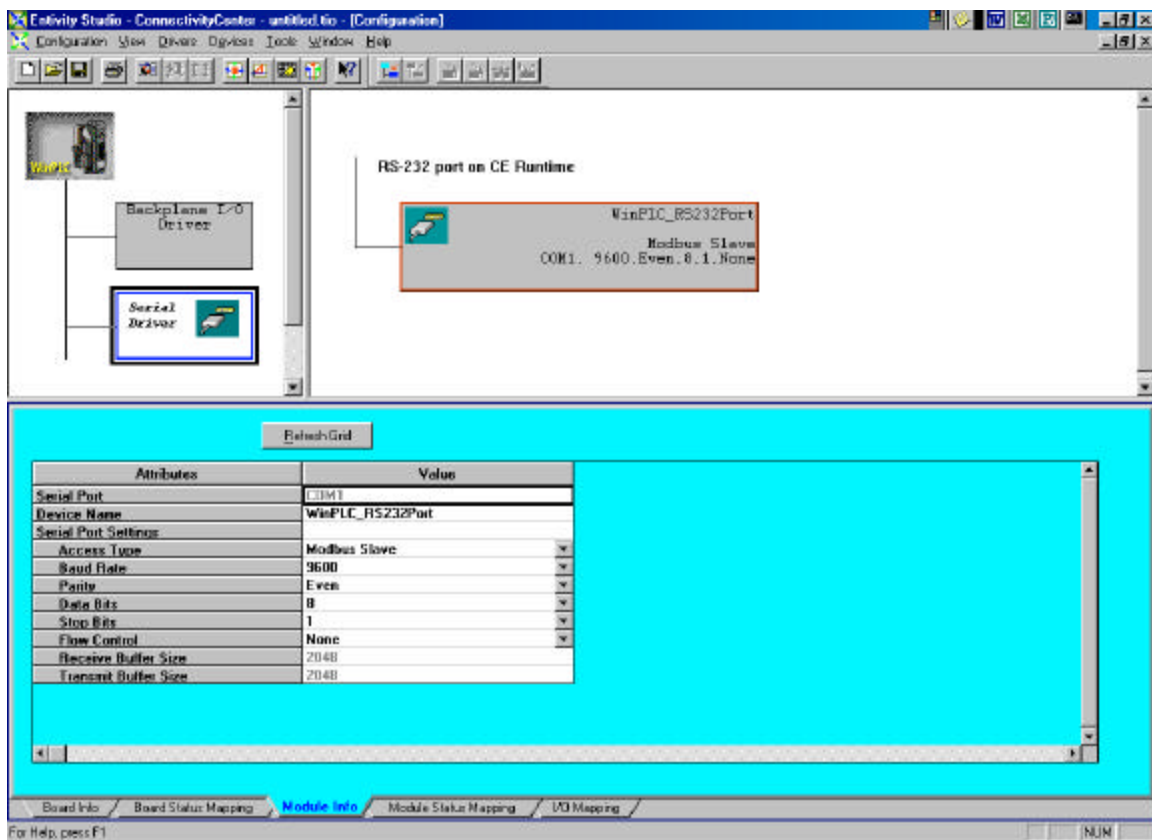 Entivity Studio - ConnectivityCenter - untitled.tio - [Configuration]
Configuration View Drivers Devices Tools Window Help
WinPLC
Backplane I/O
Driver
Serial
Driver
RS-232 port on CE Runtime
WinPLC_RS232Port
Modbus Slave
COM1. 9600.Even.8.1.None
Refresh Grid
Attributes Value
Serial Port COM1
Device Name WinPLC_RS232Port
Serial Port Settings
Access Type Modbus Slave
Baud Rate 9600
Parity Even
Data Bits 8
Stop Bits 1
Flow Control None
Receive Buffer Size 2048
Transmit Buffer Size 2048
Board Info Board Status Mapping Module Info Module Status Mapping I/O Mapping
For Help, press F1 NUM